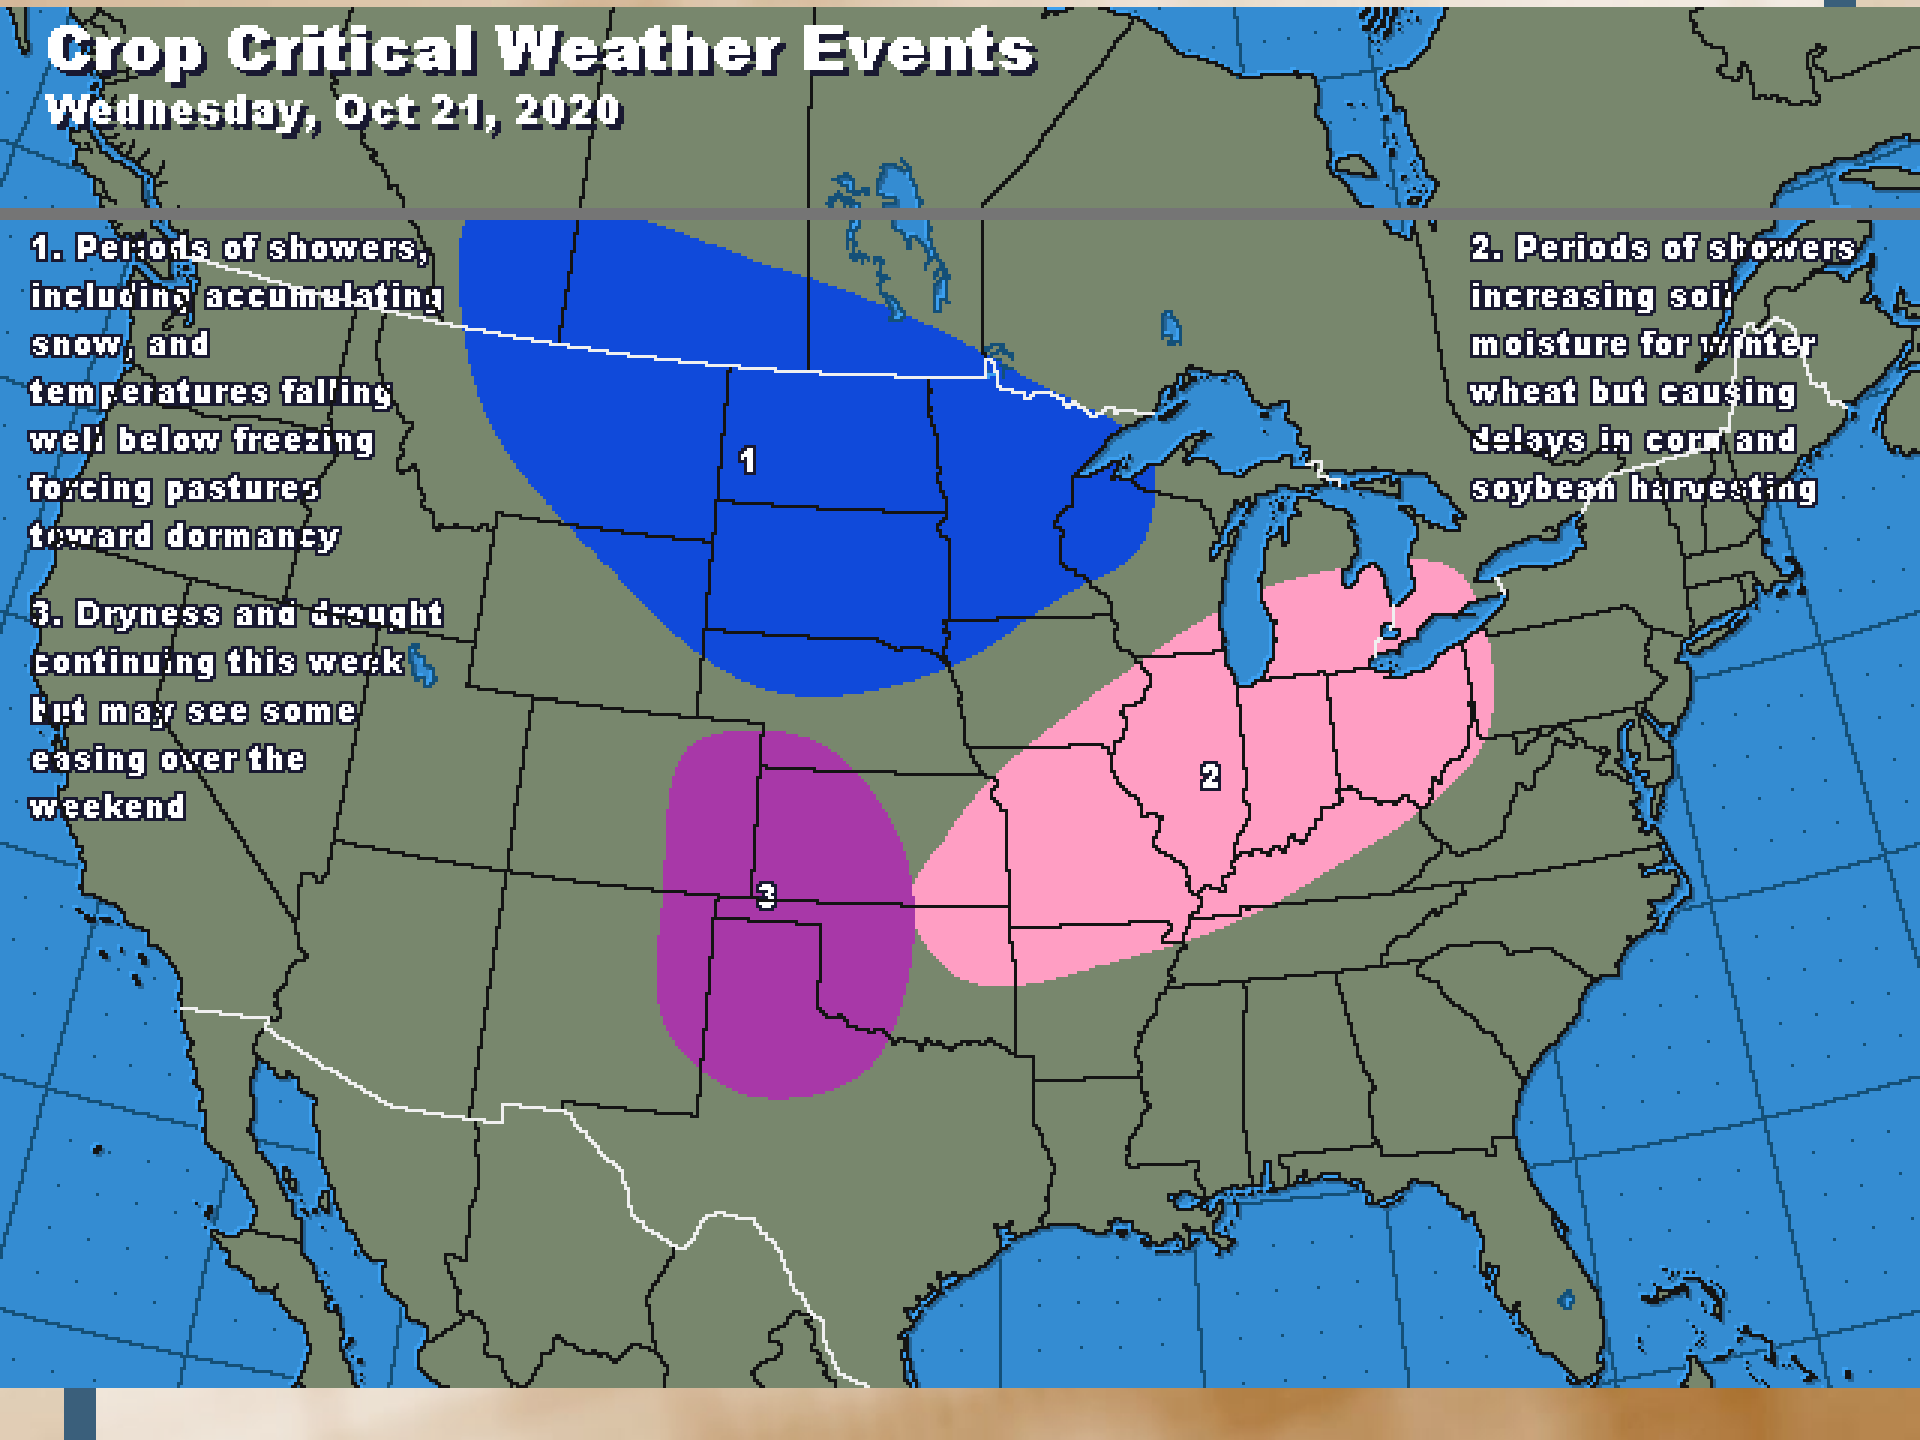 Crop Critical Weather Events
Wednesday, Oct 21, 2020
1. Periods of showers,
including accumulating
snow, and
temperatures falling
well below freezing
forcing pastures
toward dormancy
3. Dryness and drought
continuing this week
but may see some
easing over the
weekend
2. Periods of showers
increasing soil
moisture for winter
wheat but causing
delays in corn and
soybean harvesting
1
2
3